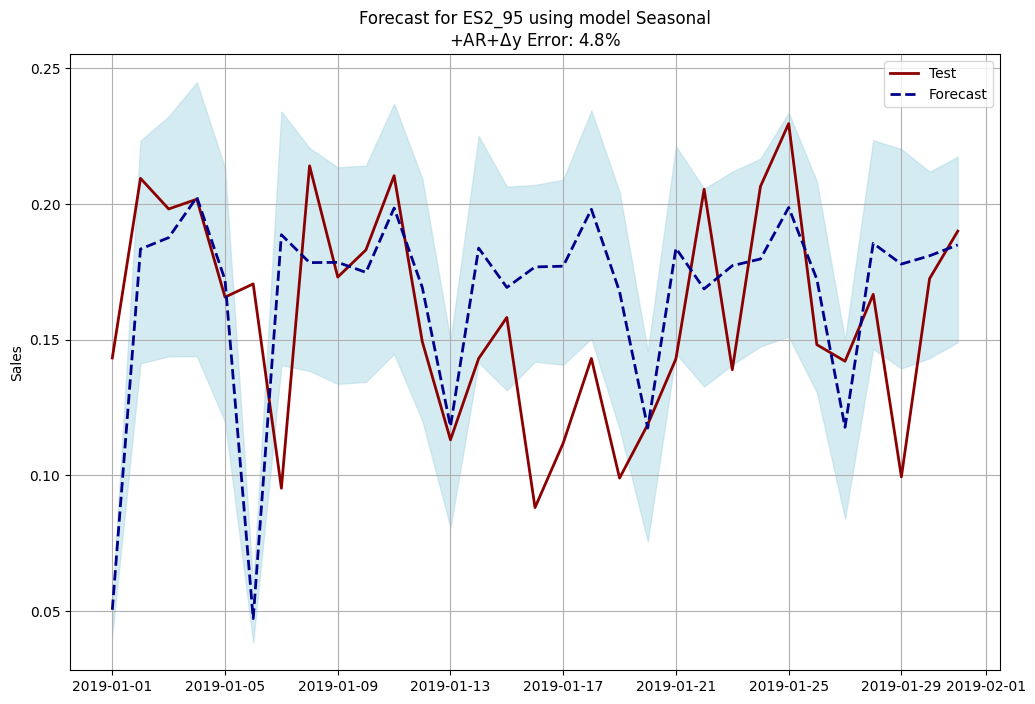 Forecast for ES2_95 using model Seasonal
+AR+Δy Error: 4.8%
Test
Forecast
Sales
0.25
0.20
0.15
0.10
0.05
2019-01-01 2019-01-05 2019-01-09 2019-01-13 2019-01-17 2019-01-21 2019-01-25 2019-01-29 2019-02-01